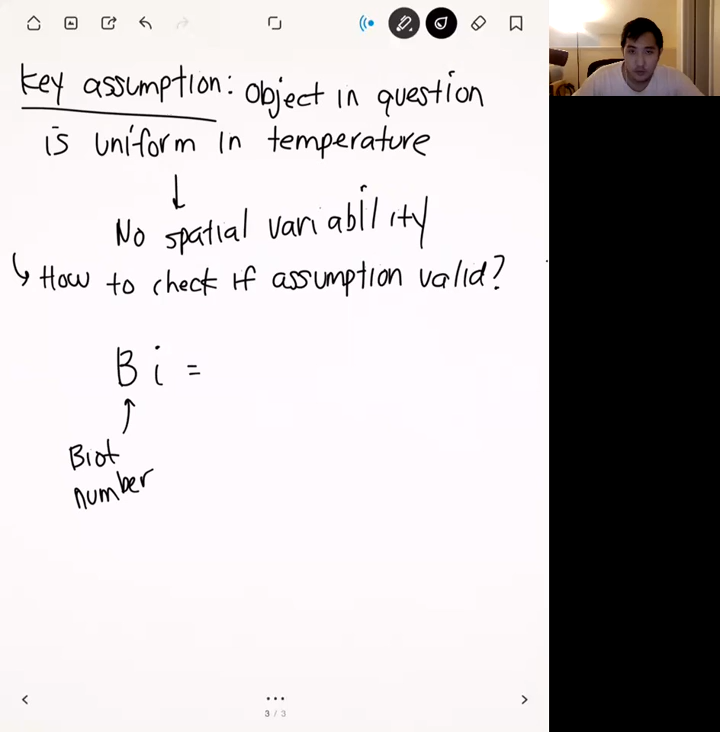 key assumption: Object in question
is uniform in temperature
↓
No spatial variability
↳ How to check if assumption valid?
Bi =
↑
Biot
number
3 / 3